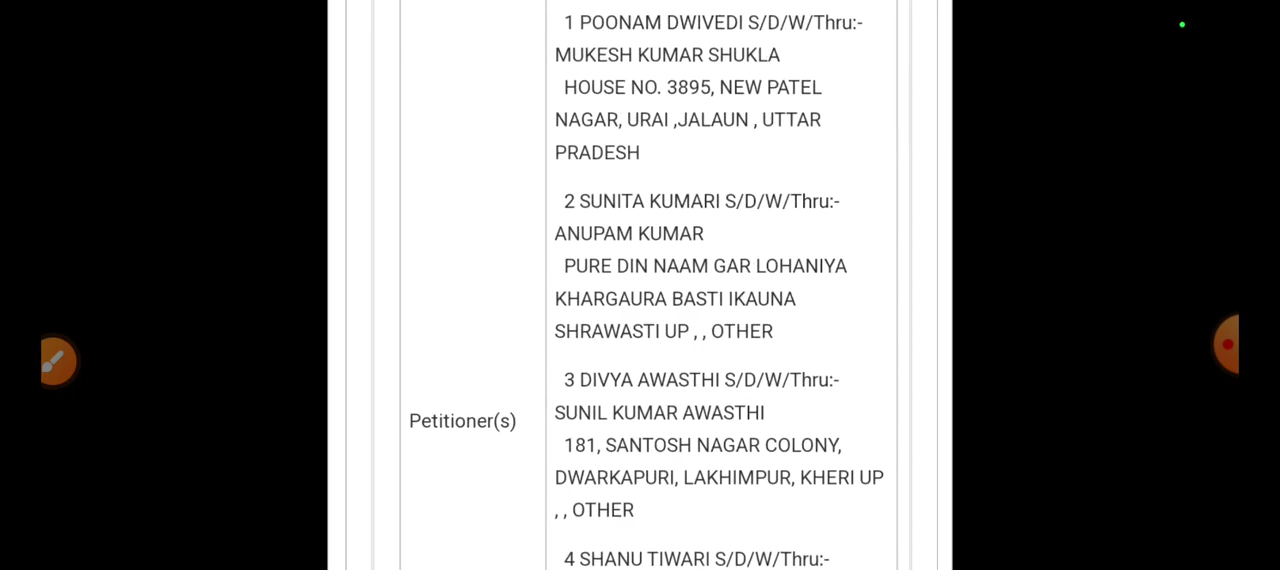 1 POONAM DWIVEDI S/D/W/Thru:-
MUKESH KUMAR SHUKLA
HOUSE NO. 3895, NEW PATEL
NAGAR, URAI ,JALAUN , UTTAR
PRADESH
2 SUNITA KUMARI S/D/W/Thru:-
ANUPAM KUMAR
PURE DIN NAAM GAR LOHANIYA
KHARGAURA BASTI IKAUNA
SHRAWASTI UP , , OTHER
3 DIVYA AWASTHI S/D/W/Thru:-
SUNIL KUMAR AWASTHI
Petitioner(s)
181, SANTOSH NAGAR COLONY,
DWARKAPURI, LAKHIMPUR, KHERI UP
, , OTHER
4 SHANU TIWARI S/D/W/Thru:-